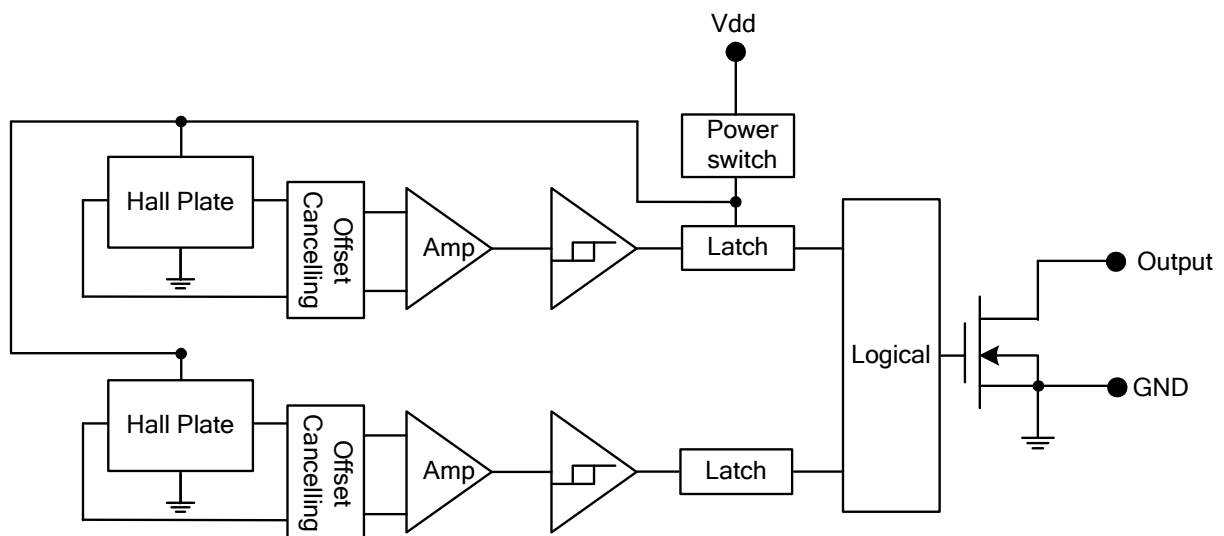 Vdd
Power
switch
Hall Plate
Offset
Cancelling
Amp
Latch
Output
Logical
GND
Hall Plate
Offset
Cancelling
Amp
Latch